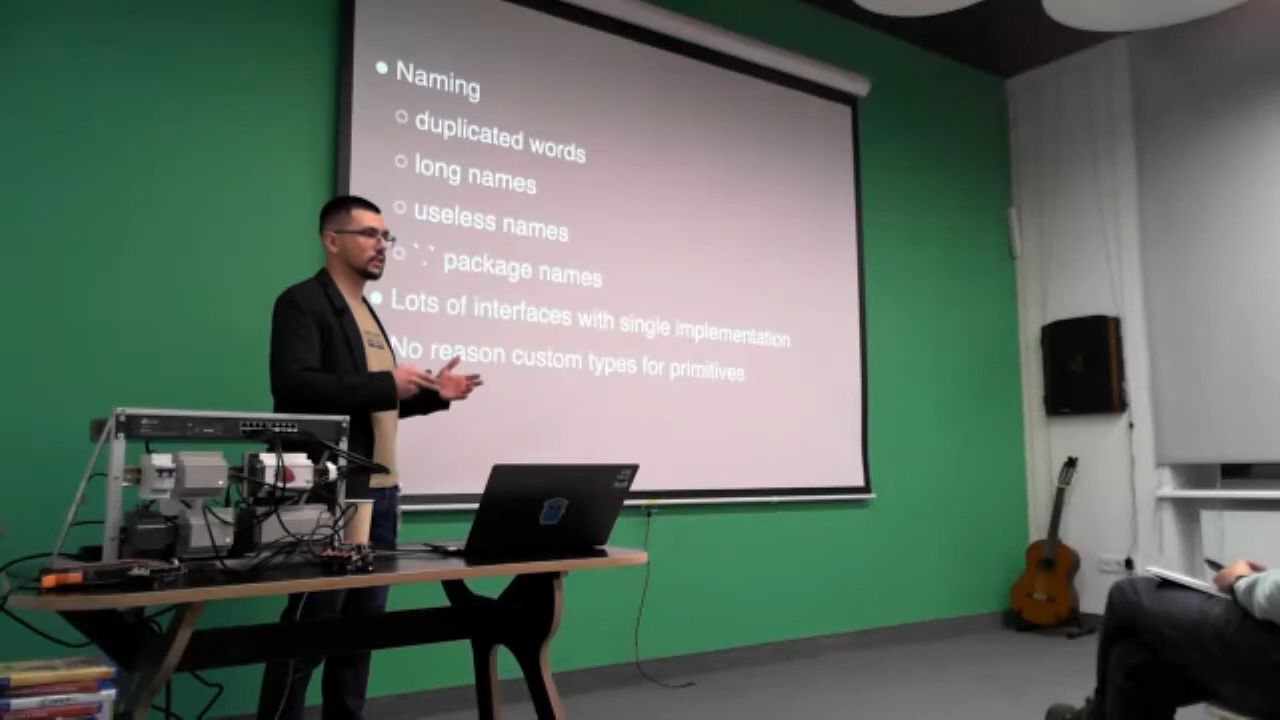 Naming
duplicated words
long names
useless names
`.` package names
Lots of interfaces with single implementation
No reason custom types for primitives